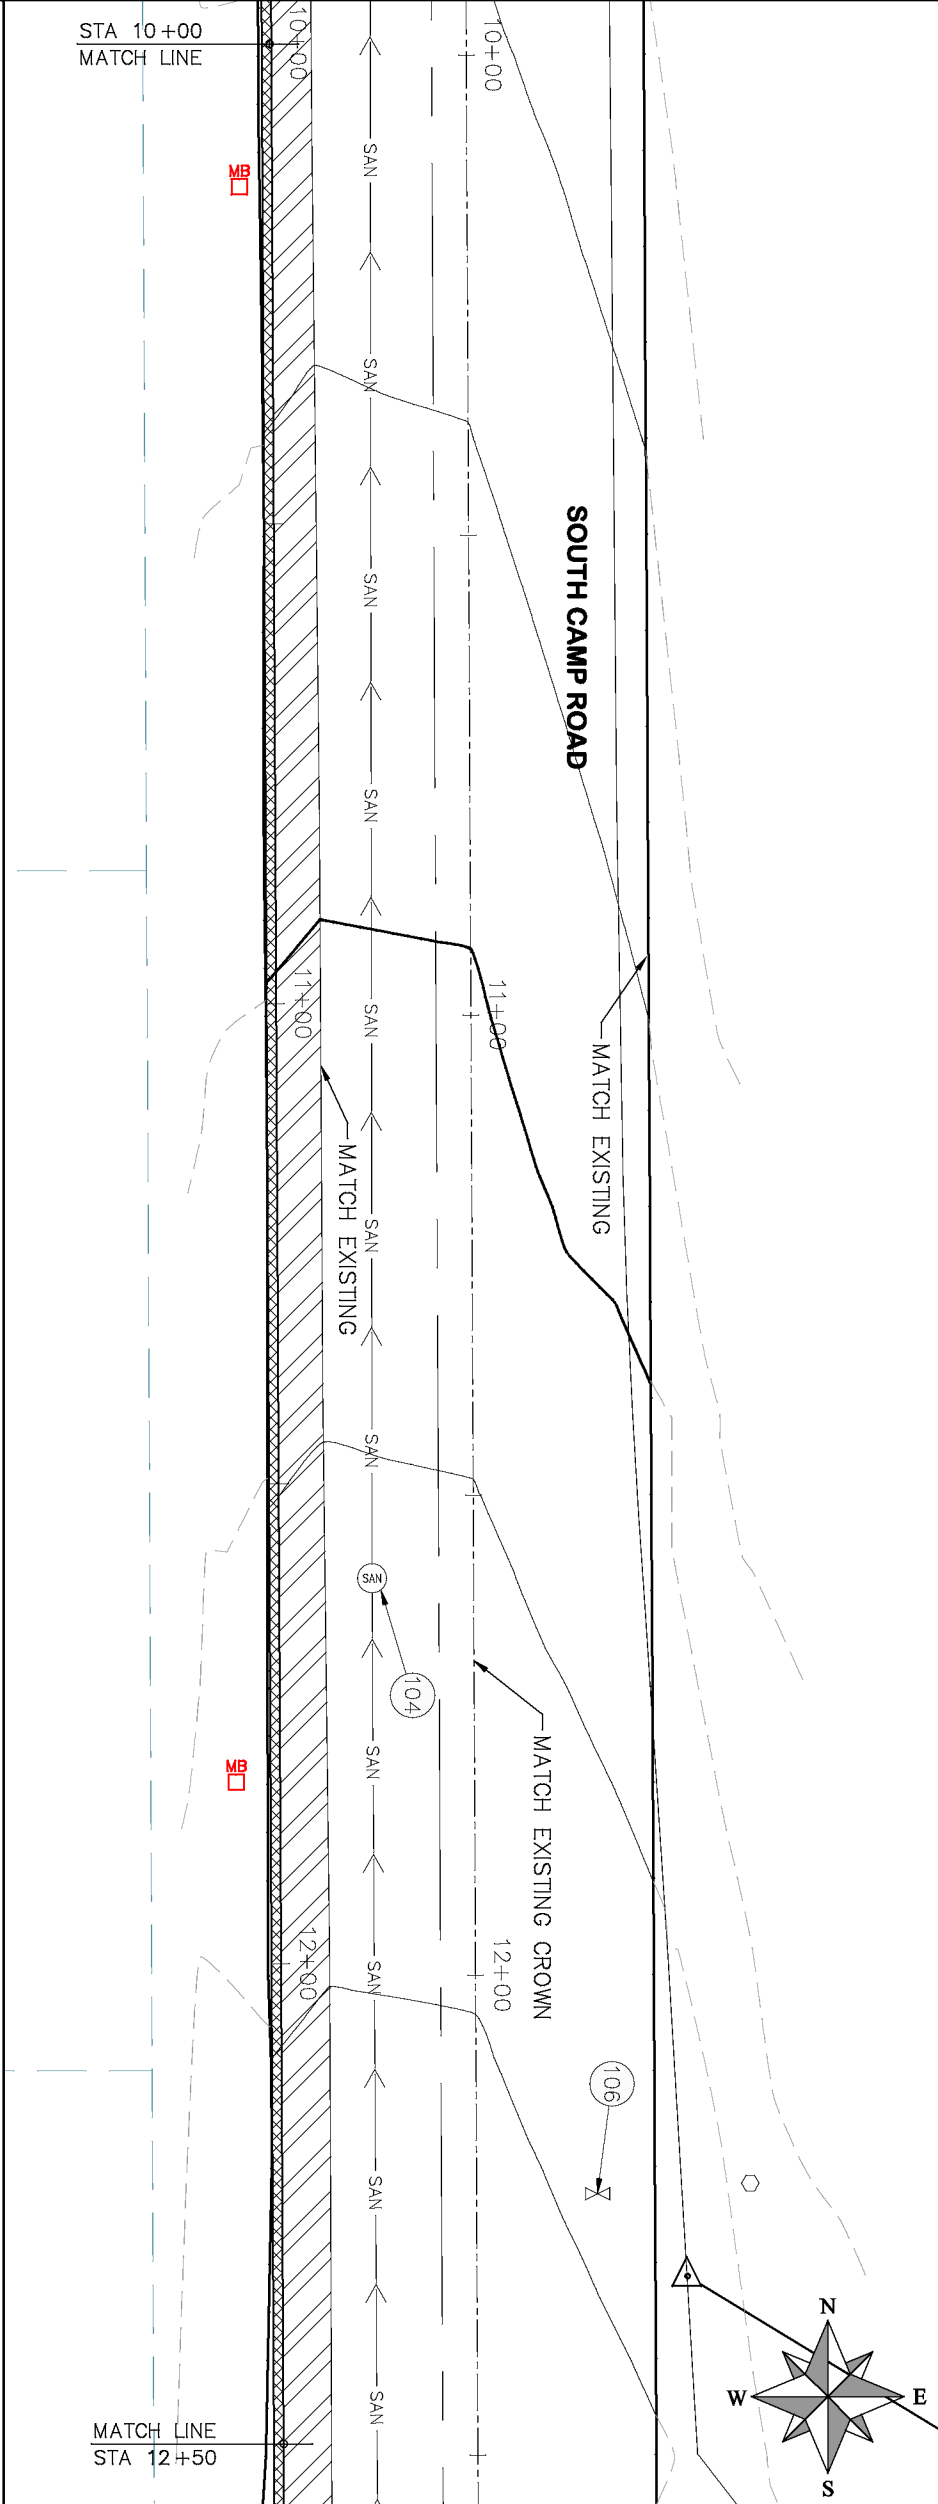 STA 10+00
MATCH LINE
10+00
10+00
MB
SAN
SAN
SOUTH CAMP ROAD
SAN
SAN
11+00
11+00
SAN
MATCH EXISTING
MATCH EXISTING
SAN
SAN
SAN
104
MB
SAN
MATCH EXISTING CROWN
12+00
12+00
SAN
106
SAN
N
W
E
S
SAN
MATCH LINE
STA 12+50